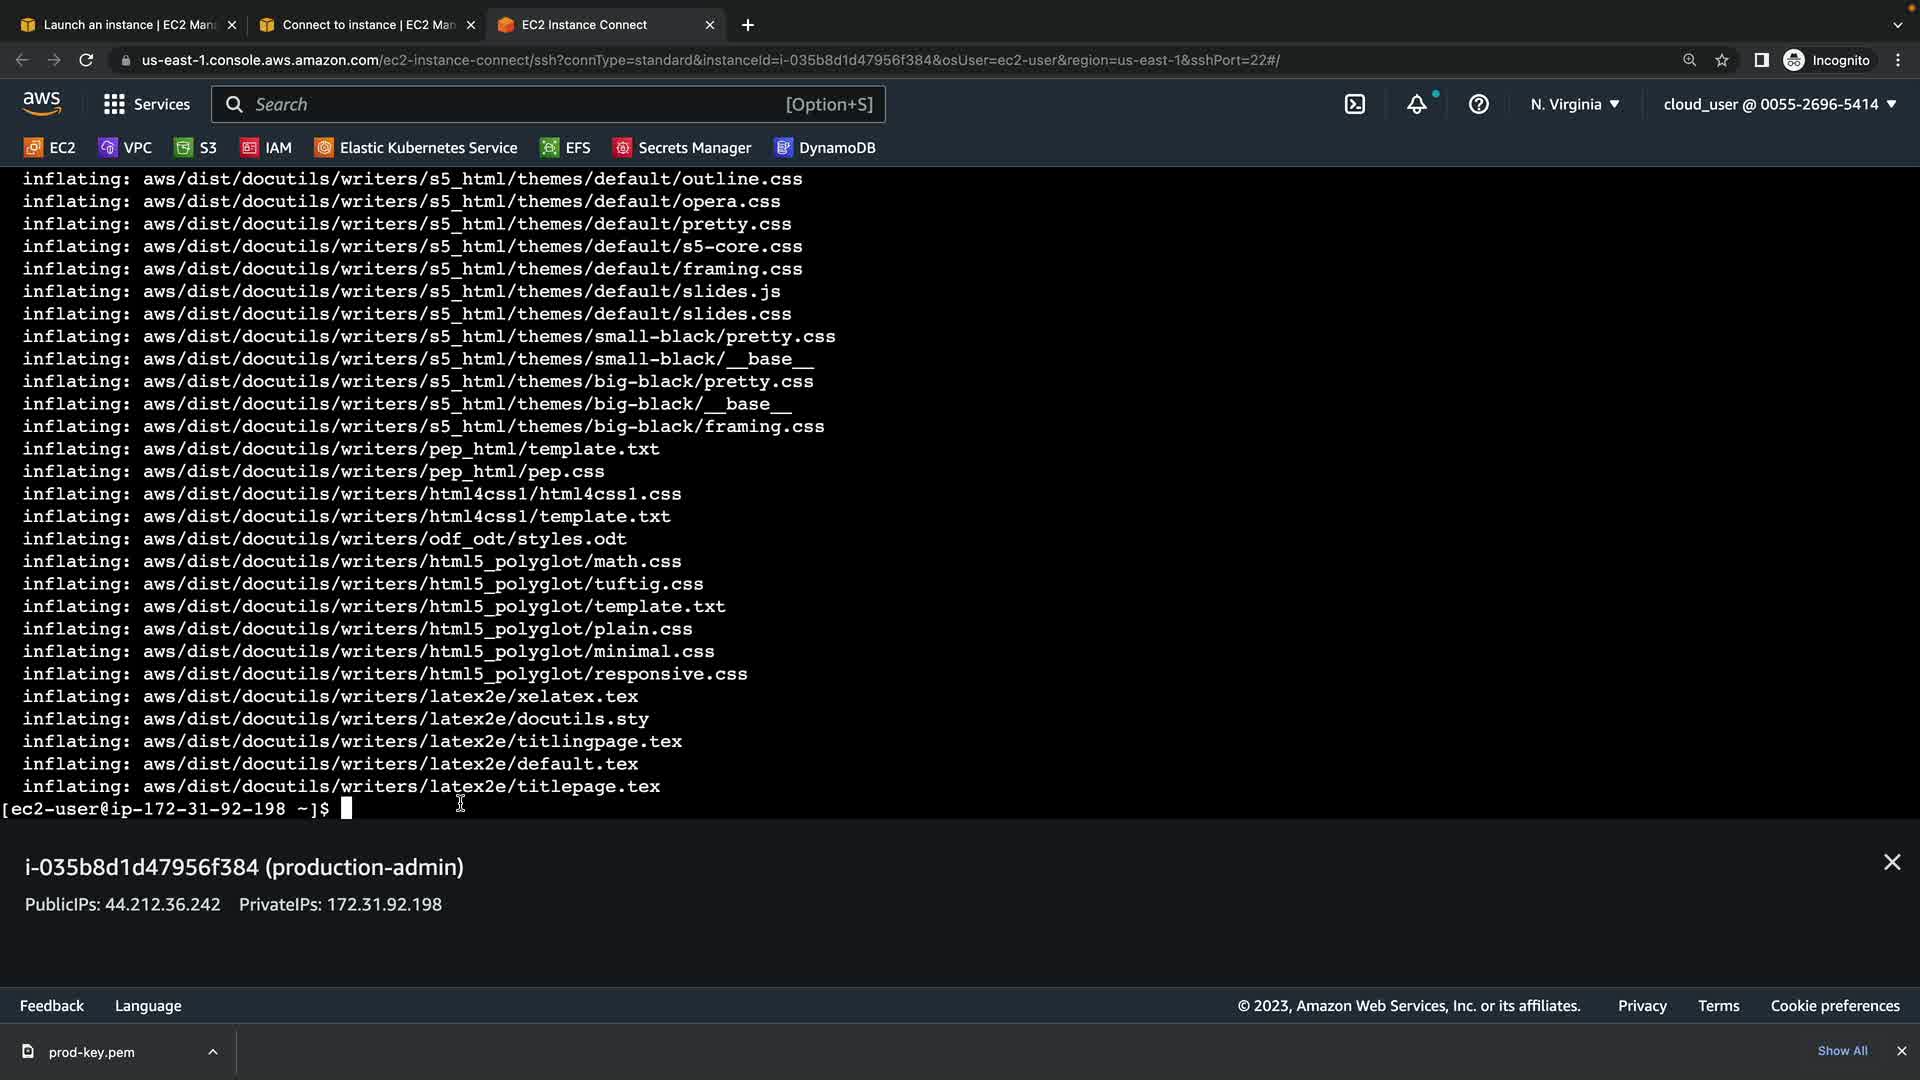 Launch an instance | EC2 Man
Connect to instance | EC2 Man
EC2 Instance Connect
us-east-1.console.aws.amazon.com/ec2-instance-connect/ssh?connType=standard&instanceId=i-035b8d1d47956f384&osUser=ec2-user&region=us-east-1&sshPort=22#/
Incognito
aws
Services
Search
[Option+S]
N. Virginia
cloud_user @ 0055-2696-5414
EC2
VPC
S3
IAM
Elastic Kubernetes Service
EFS
Secrets Manager
DynamoDB
inflating: aws/dist/docutils/writers/s5_html/themes/default/outline.css
inflating: aws/dist/docutils/writers/s5_html/themes/default/opera.css
inflating: aws/dist/docutils/writers/s5_html/themes/default/pretty.css
inflating: aws/dist/docutils/writers/s5_html/themes/default/s5-core.css
inflating: aws/dist/docutils/writers/s5_html/themes/default/framing.css
inflating: aws/dist/docutils/writers/s5_html/themes/default/slides.js
inflating: aws/dist/docutils/writers/s5_html/themes/default/slides.css
inflating: aws/dist/docutils/writers/s5_html/themes/small-black/pretty.css
inflating: aws/dist/docutils/writers/s5_html/themes/small-black/__base__
inflating: aws/dist/docutils/writers/s5_html/themes/big-black/pretty.css
inflating: aws/dist/docutils/writers/s5_html/themes/big-black/__base__
inflating: aws/dist/docutils/writers/s5_html/themes/big-black/framing.css
inflating: aws/dist/docutils/writers/pep_html/template.txt
inflating: aws/dist/docutils/writers/pep_html/pep.css
inflating: aws/dist/docutils/writers/html4css1/html4css1.css
inflating: aws/dist/docutils/writers/html4css1/template.txt
inflating: aws/dist/docutils/writers/odf_odt/styles.odt
inflating: aws/dist/docutils/writers/html5_polyglot/math.css
inflating: aws/dist/docutils/writers/html5_polyglot/tuftig.css
inflating: aws/dist/docutils/writers/html5_polyglot/template.txt
inflating: aws/dist/docutils/writers/html5_polyglot/plain.css
inflating: aws/dist/docutils/writers/html5_polyglot/minimal.css
inflating: aws/dist/docutils/writers/html5_polyglot/responsive.css
inflating: aws/dist/docutils/writers/latex2e/xelatex.tex
inflating: aws/dist/docutils/writers/latex2e/docutils.sty
inflating: aws/dist/docutils/writers/latex2e/titlingpage.tex
inflating: aws/dist/docutils/writers/latex2e/default.tex
inflating: aws/dist/docutils/writers/latex2e/titlepage.tex
[ec2-user@ip-172-31-92-198 ~]$
i-035b8d1d47956f384 (production-admin)
PublicIPs: 44.212.36.242 PrivateIPs: 172.31.92.198
Feedback
Language
© 2023, Amazon Web Services, Inc. or its affiliates.
Privacy
Terms
Cookie preferences
prod-key.pem
Show All